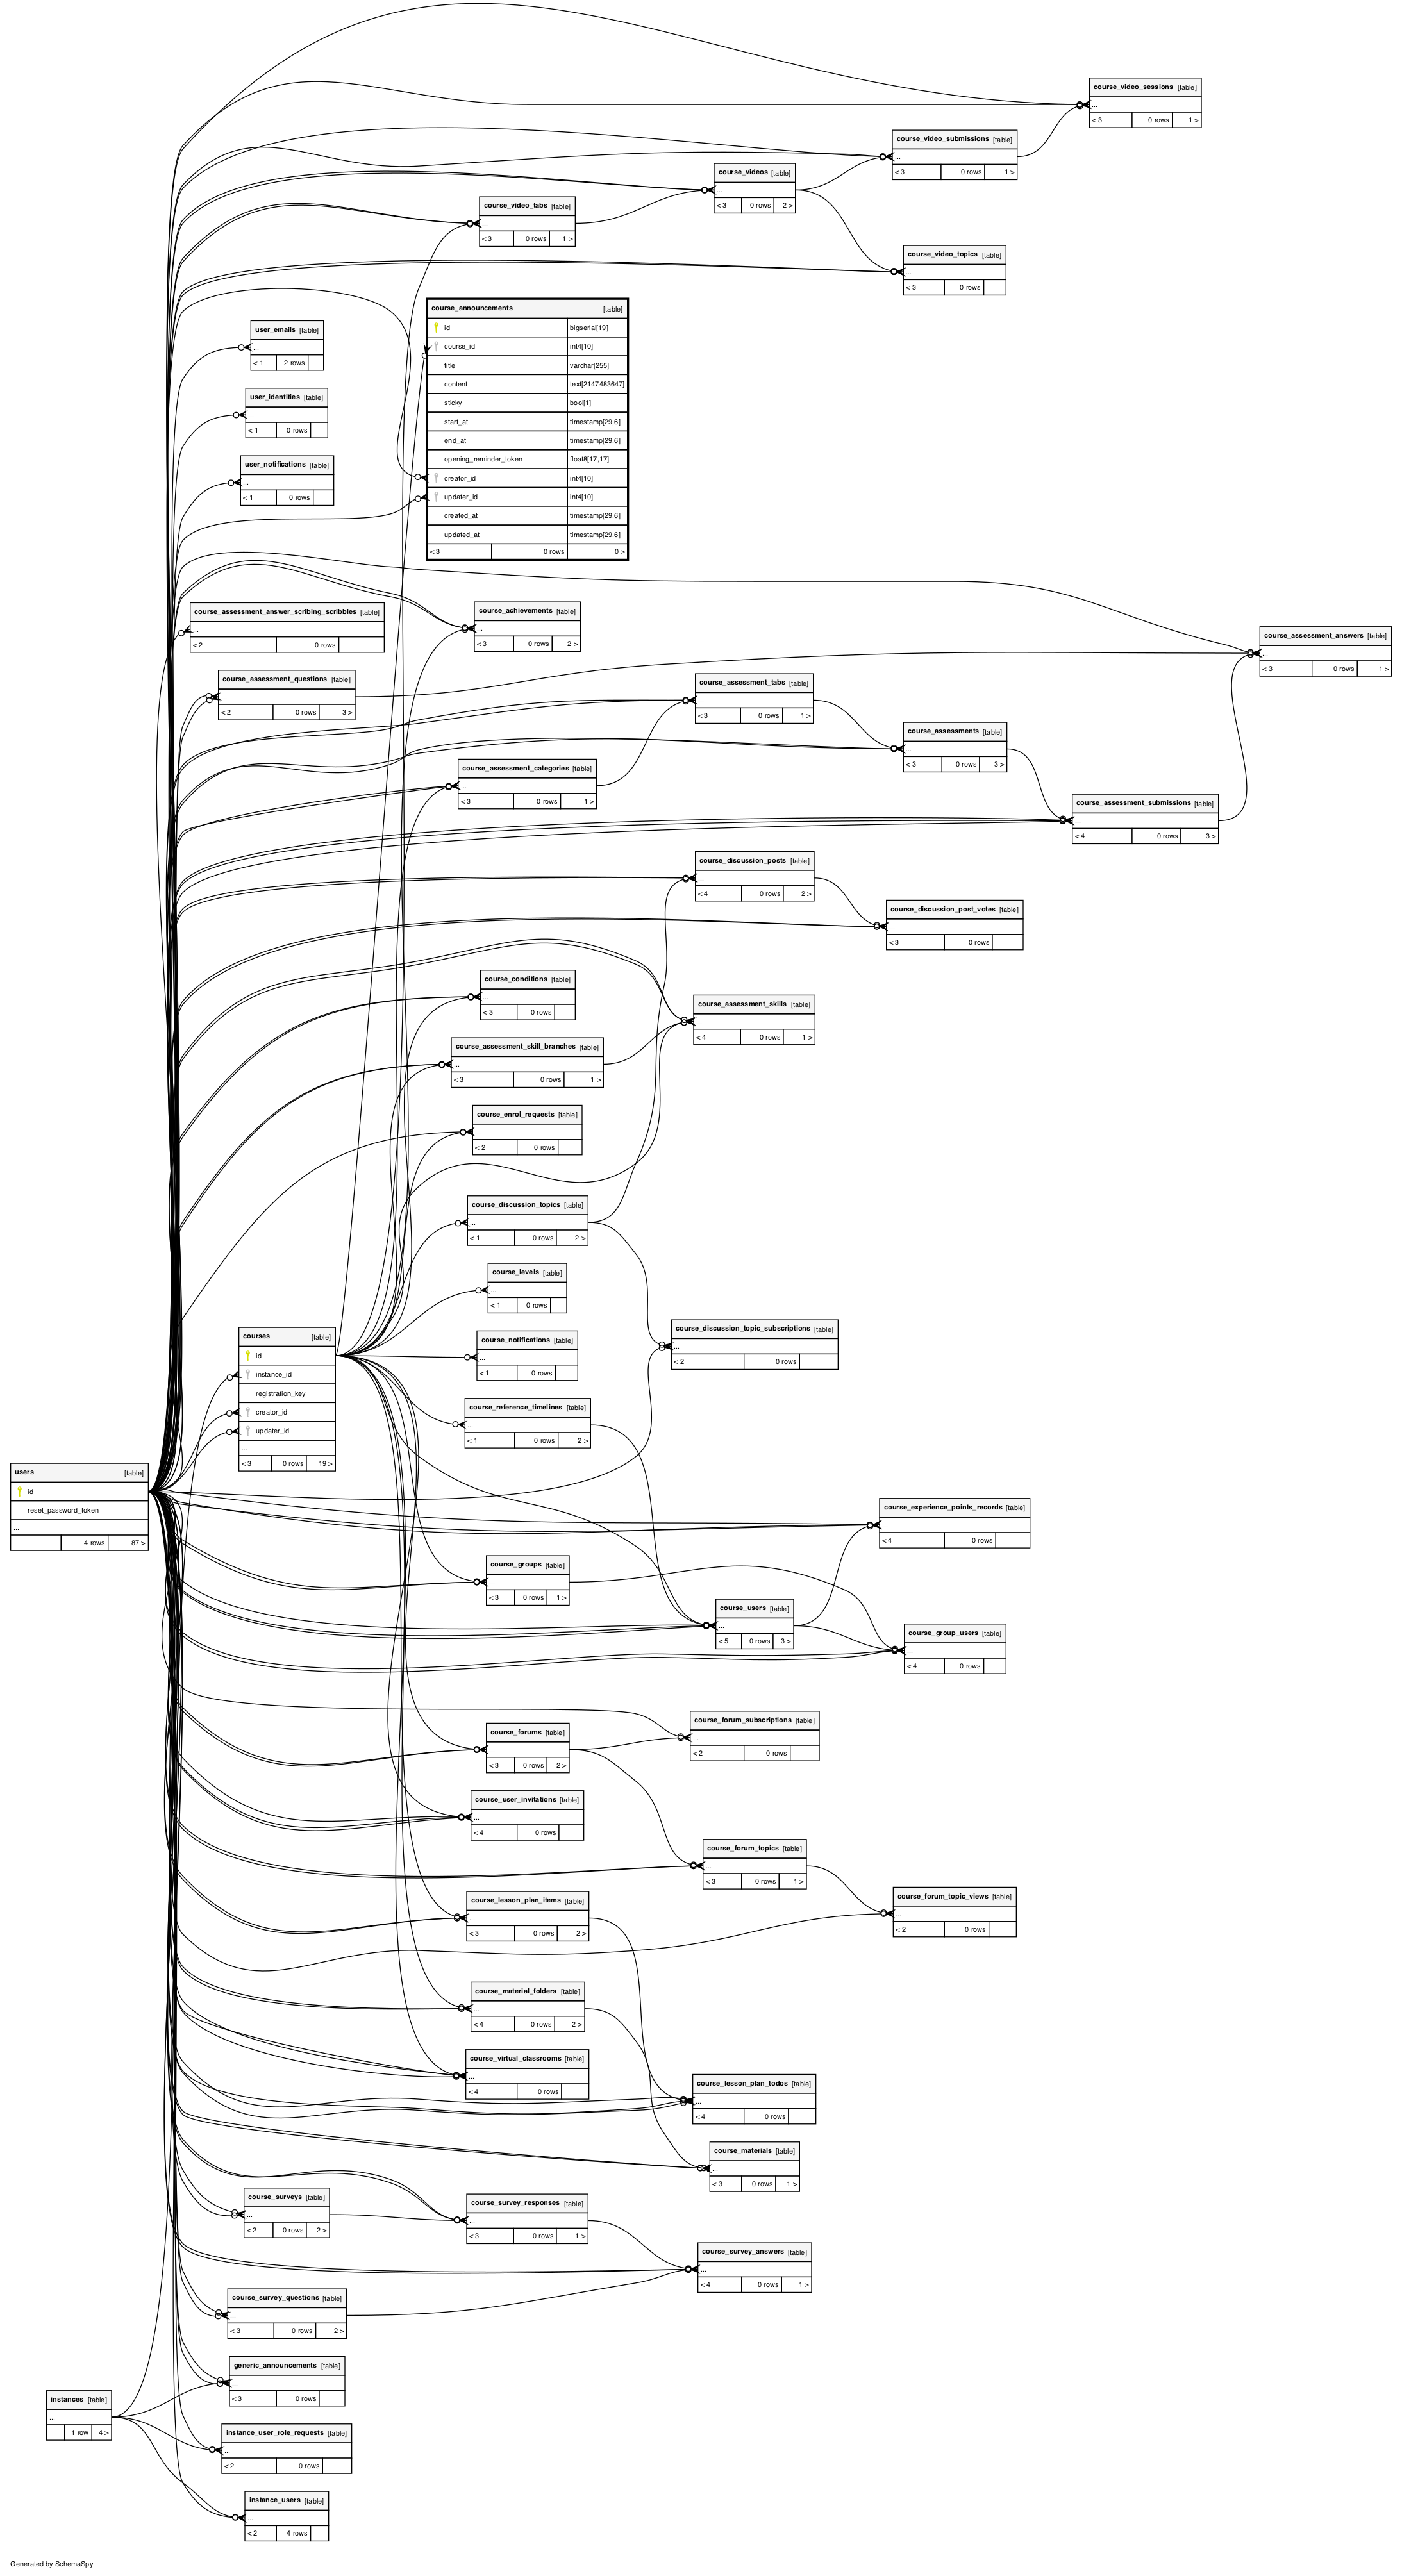 course_video_sessions [table]
...
< 3 0 rows 1 >
course_video_submissions [table]
...
< 3 0 rows 1 >
course_videos [table]
...
< 3 0 rows 2 >
course_video_tabs [table]
...
< 3 0 rows 1 >
course_video_topics [table]
...
< 3 0 rows
course_announcements [table]
id bigserial[19]
course_id int4[10]
title varchar[255]
content text[2147483647]
sticky bool[1]
start_at timestamp[29,6]
end_at timestamp[29,6]
opening_reminder_token float8[17,17]
creator_id int4[10]
updater_id int4[10]
created_at timestamp[29,6]
updated_at timestamp[29,6]
< 3 0 rows 0 >
user_emails [table]
...
< 1 2 rows
user_identities [table]
...
< 1 0 rows
user_notifications [table]
...
< 1 0 rows
course_assessment_answer_scribing_scribbles [table]
...
< 2 0 rows
course_achievements [table]
...
< 3 0 rows 2 >
course_assessment_answers [table]
...
< 3 0 rows 1 >
course_assessment_questions [table]
...
< 2 0 rows 3 >
course_assessment_tabs [table]
...
< 3 0 rows 1 >
course_assessments [table]
...
< 3 0 rows 3 >
course_assessment_categories [table]
...
< 3 0 rows 1 >
course_assessment_submissions [table]
...
< 4 0 rows 3 >
course_discussion_posts [table]
...
< 4 0 rows 2 >
course_discussion_post_votes [table]
...
< 3 0 rows
course_conditions [table]
...
< 3 0 rows
course_assessment_skills [table]
...
< 4 0 rows 1 >
course_assessment_skill_branches [table]
...
< 3 0 rows 1 >
course_enrol_requests [table]
...
< 2 0 rows
course_discussion_topics [table]
...
< 1 0 rows 2 >
course_levels [table]
...
< 1 0 rows
course_discussion_topic_subscriptions [table]
...
< 2 0 rows
courses [table]
id
instance_id
registration_key
creator_id
updater_id
...
< 3 0 rows 19 >
course_notifications [table]
...
< 1 0 rows
course_reference_timelines [table]
...
< 1 0 rows 2 >
users [table]
id
reset_password_token
...
4 rows 87 >
course_experience_points_records [table]
...
< 4 0 rows
course_groups [table]
...
< 3 0 rows 1 >
course_users [table]
...
< 5 0 rows 3 >
course_group_users [table]
...
< 4 0 rows
course_forum_subscriptions [table]
...
< 2 0 rows
course_forums [table]
...
< 3 0 rows 2 >
course_user_invitations [table]
...
< 4 0 rows
course_forum_topics [table]
...
< 3 0 rows 1 >
course_forum_topic_views [table]
...
< 2 0 rows
course_lesson_plan_items [table]
...
< 3 0 rows 2 >
course_material_folders [table]
...
< 4 0 rows 2 >
course_virtual_classrooms [table]
...
< 4 0 rows
course_lesson_plan_todos [table]
...
< 4 0 rows
course_materials [table]
...
< 3 0 rows 1 >
course_surveys [table]
...
< 2 0 rows 2 >
course_survey_responses [table]
...
< 3 0 rows 1 >
course_survey_answers [table]
...
< 4 0 rows 1 >
course_survey_questions [table]
...
< 3 0 rows 2 >
generic_announcements [table]
...
< 3 0 rows
instances [table]
...
1 row 4 >
instance_user_role_requests [table]
...
< 2 0 rows
instance_users [table]
...
< 2 4 rows
Generated by SchemaSpy